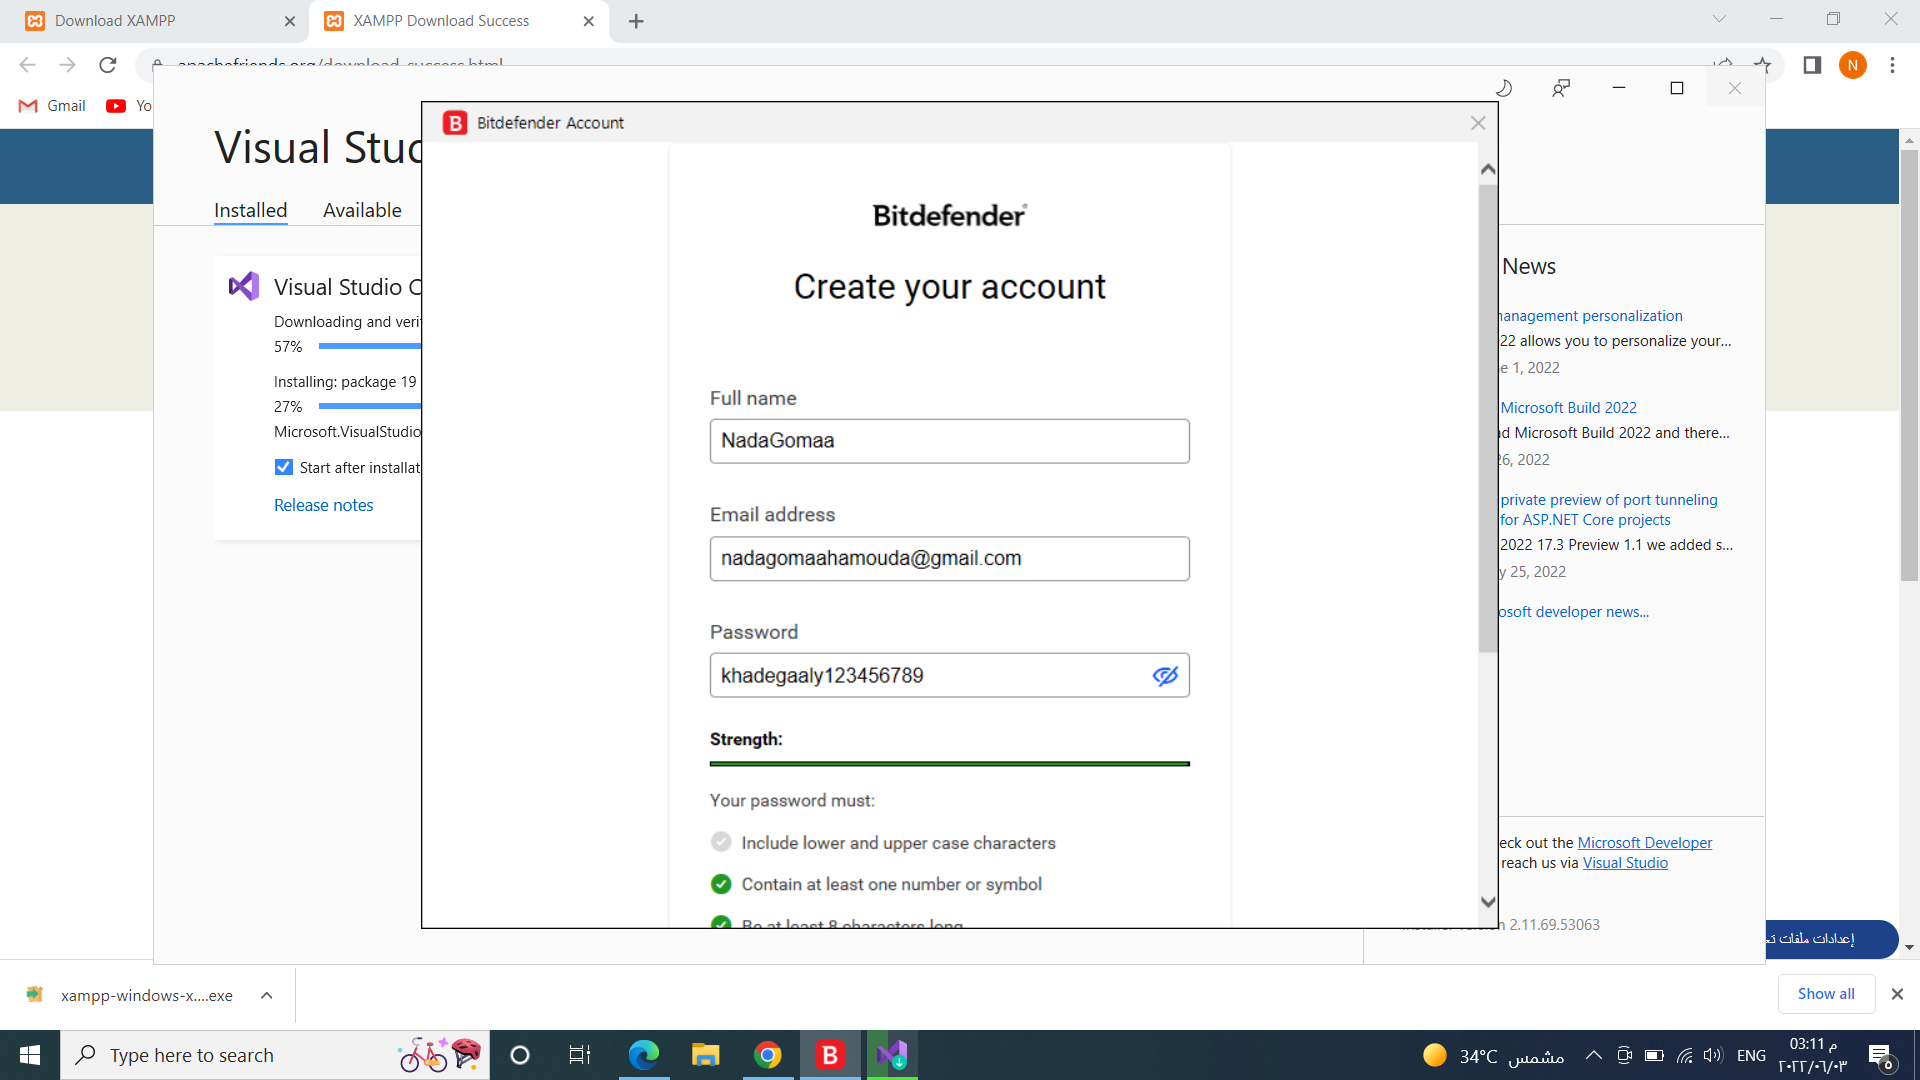 Download XAMPP
XAMPP Download Success
apachefriends.org/download_success.html
N
Gmail
Yo
Visual Stud
Installed
Available
Visual Studio C
Downloading and veri
57%
Installing: package 19
27%
Microsoft.VisualStudio
Start after installat
Release notes
B Bitdefender Account
Bitdefender
Create your account
Full name
NadaGomaa
Email address
nadagomaahamouda@gmail.com
Password
khadegaaly123456789
Strength:
Your password must:
Include lower and upper case characters
Contain at least one number or symbol
Be at least 8 characters long
News
management personalization
22 allows you to personalize your...
e 1, 2022
Microsoft Build 2022
d Microsoft Build 2022 and there...
26, 2022
private preview of port tunneling
for ASP.NET Core projects
2022 17.3 Preview 1.1 we added s...
y 25, 2022
osoft developer news...
eck out the Microsoft Developer
reach us via Visual Studio
n 2.11.69.53063
إعدادات ملفات تع
xampp-windows-x....exe
Show all
Type here to search
B
34°C مشمس
ENG
03:11 م
٢٠٢٢/٠٦/٠٣
٥